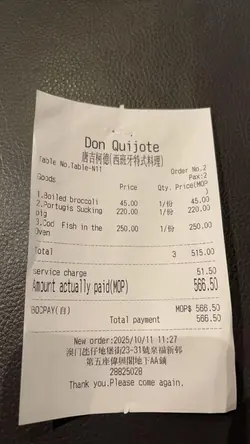 Don Quijote
唐吉柯德(西班牙特式料理)
Table No.Table-N11 Order No.2
Pax:2
Goods Price Qty. Price(MOP
)
1.Boiled broccoli 45.00 1/份 45.00
2.Portugis Sucking 220.00 1/份 220.00
pig
3.Cod Fish in the 250.00 1/份 250.00
Oven
Total 3 515.00
service charge 51.50
Amount actually paid(MOP) 566.50
BOCPAY(自) MOP$ 566.50
Total payment 566.50
New order:2025/10/11 11:27
澳門氹仔地堡街23-31號來福新邨
第五座偉興閣地下AA鋪
28825028
Thank you.Please come again.